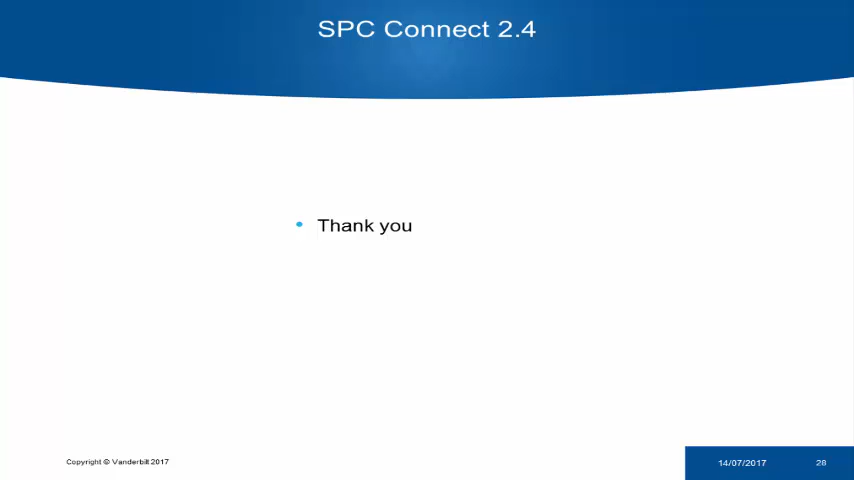 SPC Connect 2.4
• Thank you
Copyright © Vanderbilt 2017
14/07/2017
28